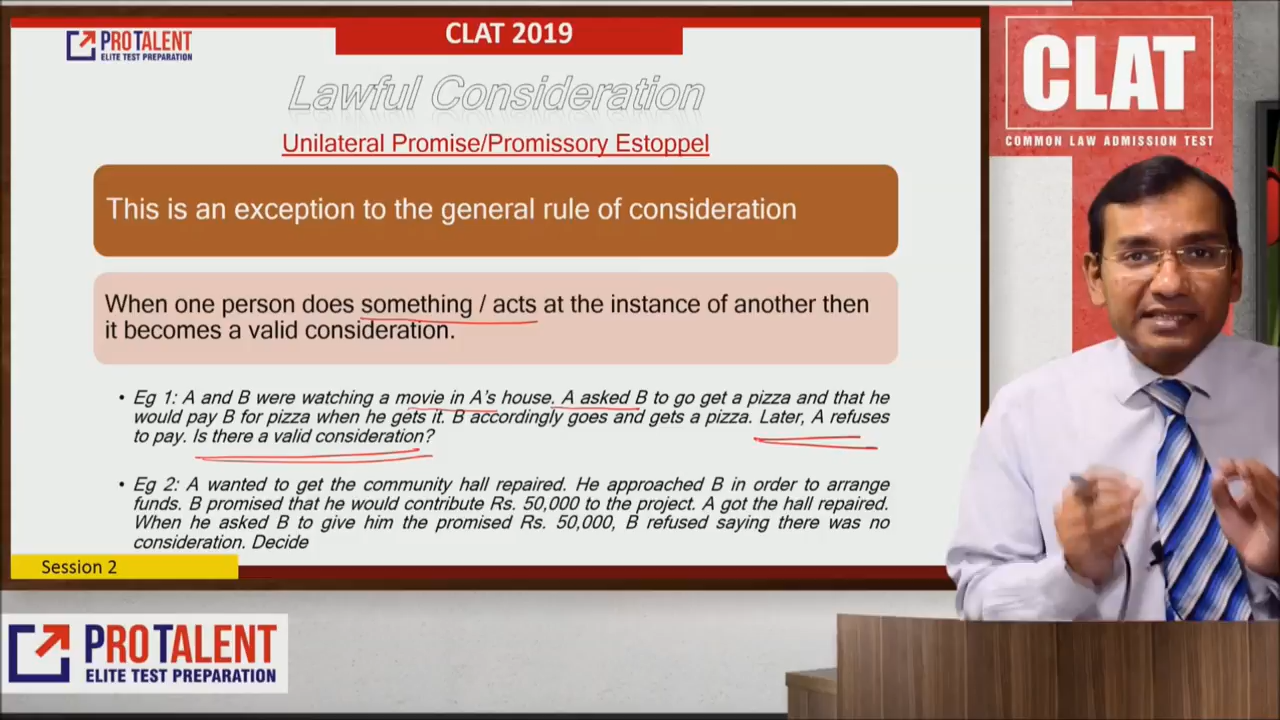 PROTALENT
ELITE TEST PREPARATION
CLAT 2019
Lawful Consideration
Unilateral Promise/Promissory Estoppel
This is an exception to the general rule of consideration
When one person does something / acts at the instance of another then
it becomes a valid consideration.
• Eg 1: A and B were watching a movie in A's house. A asked B to go get a pizza and that he
would pay B for pizza when he gets it. B accordingly goes and gets a pizza. Later, A refuses
to pay. Is there a valid consideration?
• Eg 2: A wanted to get the community hall repaired. He approached B in order to arrange
funds. B promised that he would contribute Rs. 50,000 to the project. A got the hall repaired.
When he asked B to give him the promised Rs. 50,000, B refused saying there was no
consideration. Decide
Session 2
CLAT
COMMON LAW ADMISSION TEST
PROTALENT
ELITE TEST PREPARATION